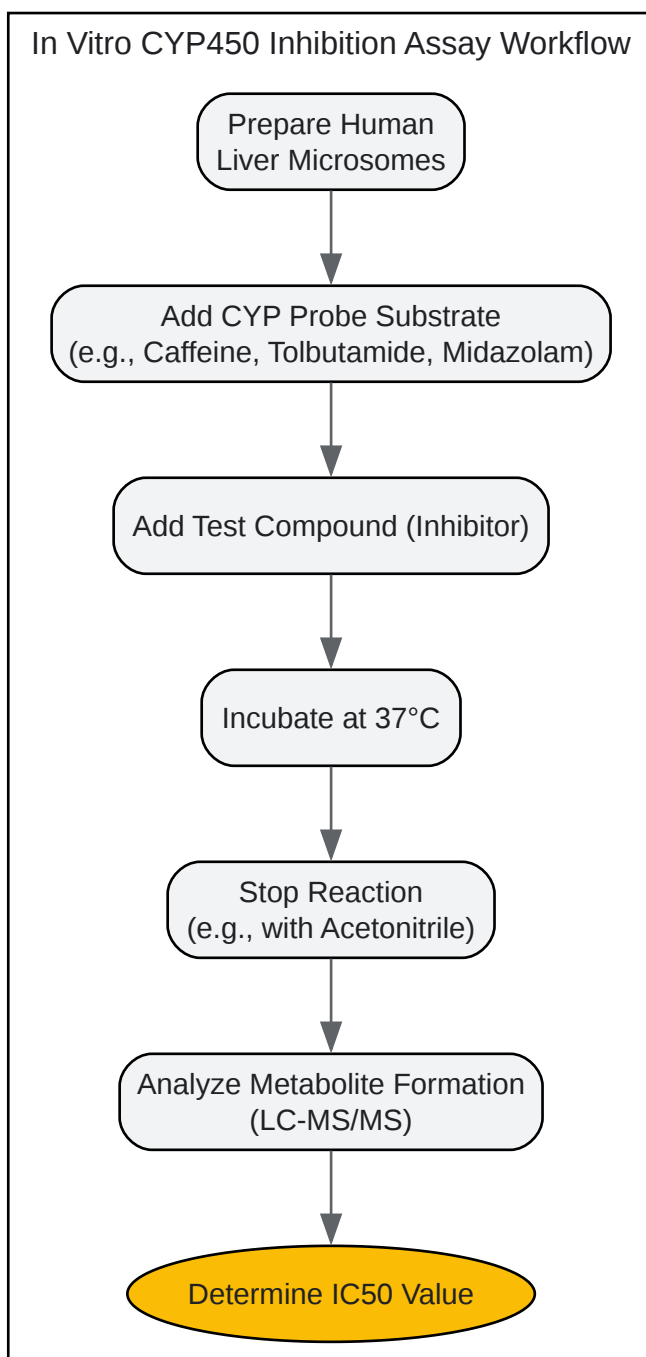 In Vitro CYP450 Inhibition Assay Workflow
Prepare Human
Liver Microsomes
Add CYP Probe Substrate
(e.g., Caffeine, Tolbutamide, Midazolam)
Add Test Compound (Inhibitor)
Incubate at 37°C
Stop Reaction
(e.g., with Acetonitrile)
Analyze Metabolite Formation
(LC-MS/MS)
Determine IC50 Value